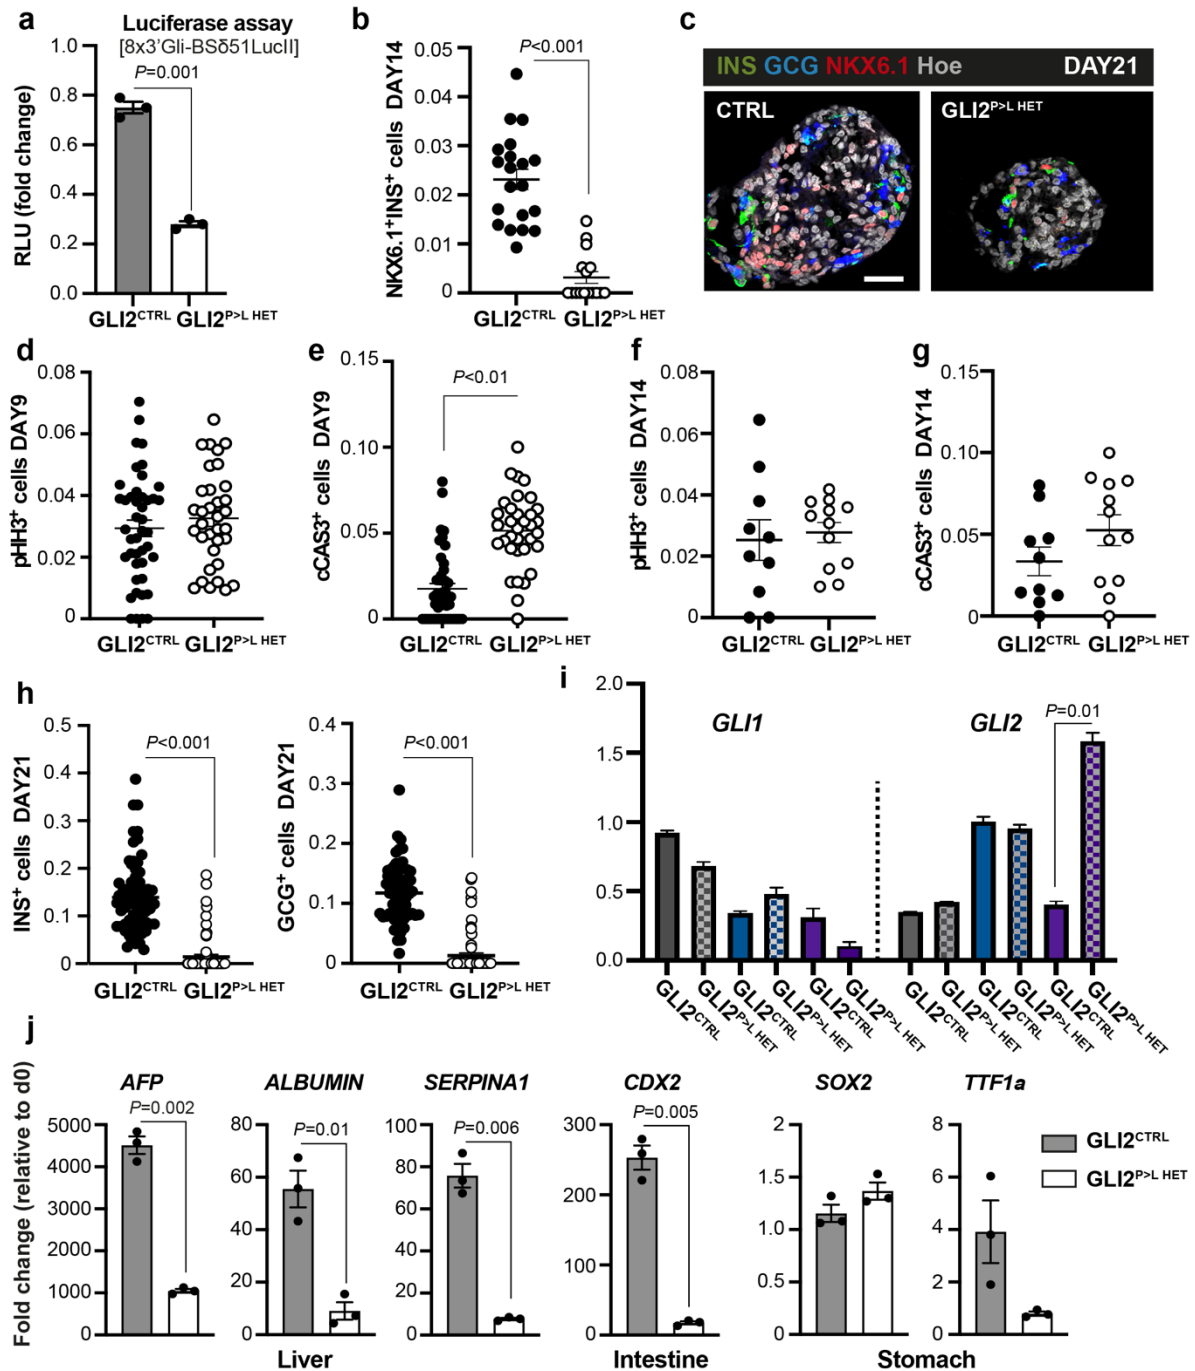 a
Luciferase assay
[8x3'Gli-BSδ51LucII]
RLU (fold change)
1.0
0.8
0.6
0.4
0.2
0.0
P=0.001
GLI2CTRL GLI2P>L HET
b
NKX6.1+INS+ cells DAY14
0.05
0.04
0.03
0.02
0.01
0
P<0.001
GLI2CTRL GLI2P>L HET
c
INS GCG NKX6.1 Hoe DAY21
CTRL
GLI2P>L HET
d
pHH3+ cells DAY9
0.08
0.06
0.04
0.02
0
GLI2CTRL GLI2P>L HET
e
cCAS3+ cells DAY9
0.15
0.10
0.05
0
P<0.01
GLI2CTRL GLI2P>L HET
f
pHH3+ cells DAY14
0.08
0.06
0.04
0.02
0
GLI2CTRL GLI2P>L HET
g
cCAS3+ cells DAY14
0.15
0.10
0.05
0
GLI2CTRL GLI2P>L HET
h
INS+ cells DAY21
0.5
0.4
0.3
0.2
0.1
0
P<0.001
GLI2CTRL GLI2P>L HET
GCG+ cells DAY21
0.4
0.3
0.2
0.1
0
P<0.001
GLI2CTRL GLI2P>L HET
i
2.0
1.5
1.0
0.5
0.0
GLI1
GLI2
P=0.01
GLI2CTRL
GLI2P>L HET
GLI2CTRL
GLI2P>L HET
GLI2CTRL
GLI2P>L HET
GLI2CTRL
GLI2P>L HET
GLI2CTRL
GLI2P>L HET
GLI2CTRL
GLI2P>L HET
j
Fold change (relative to d0)
AFP
P=0.002
5000
4000
3000
2000
1000
0
ALBUMIN
P=0.01
80
60
40
20
0
SERPINA1
P=0.006
100
80
60
40
20
0
CDX2
P=0.005
300
200
100
0
SOX2
2
1.5
1
0.5
0
TTF1a
8
6
4
2
0
GLI2CTRL
GLI2P>L HET
Liver
Intestine
Stomach